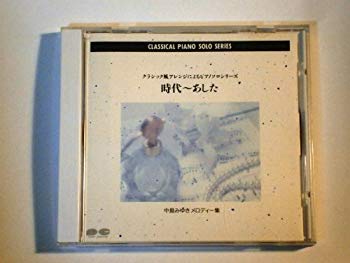 CLASSICAL PIANO SOLO SERIES
クラシック風アレンジによるピアノソロシリーズ
時代〜あした
中島みゆきメロディー集